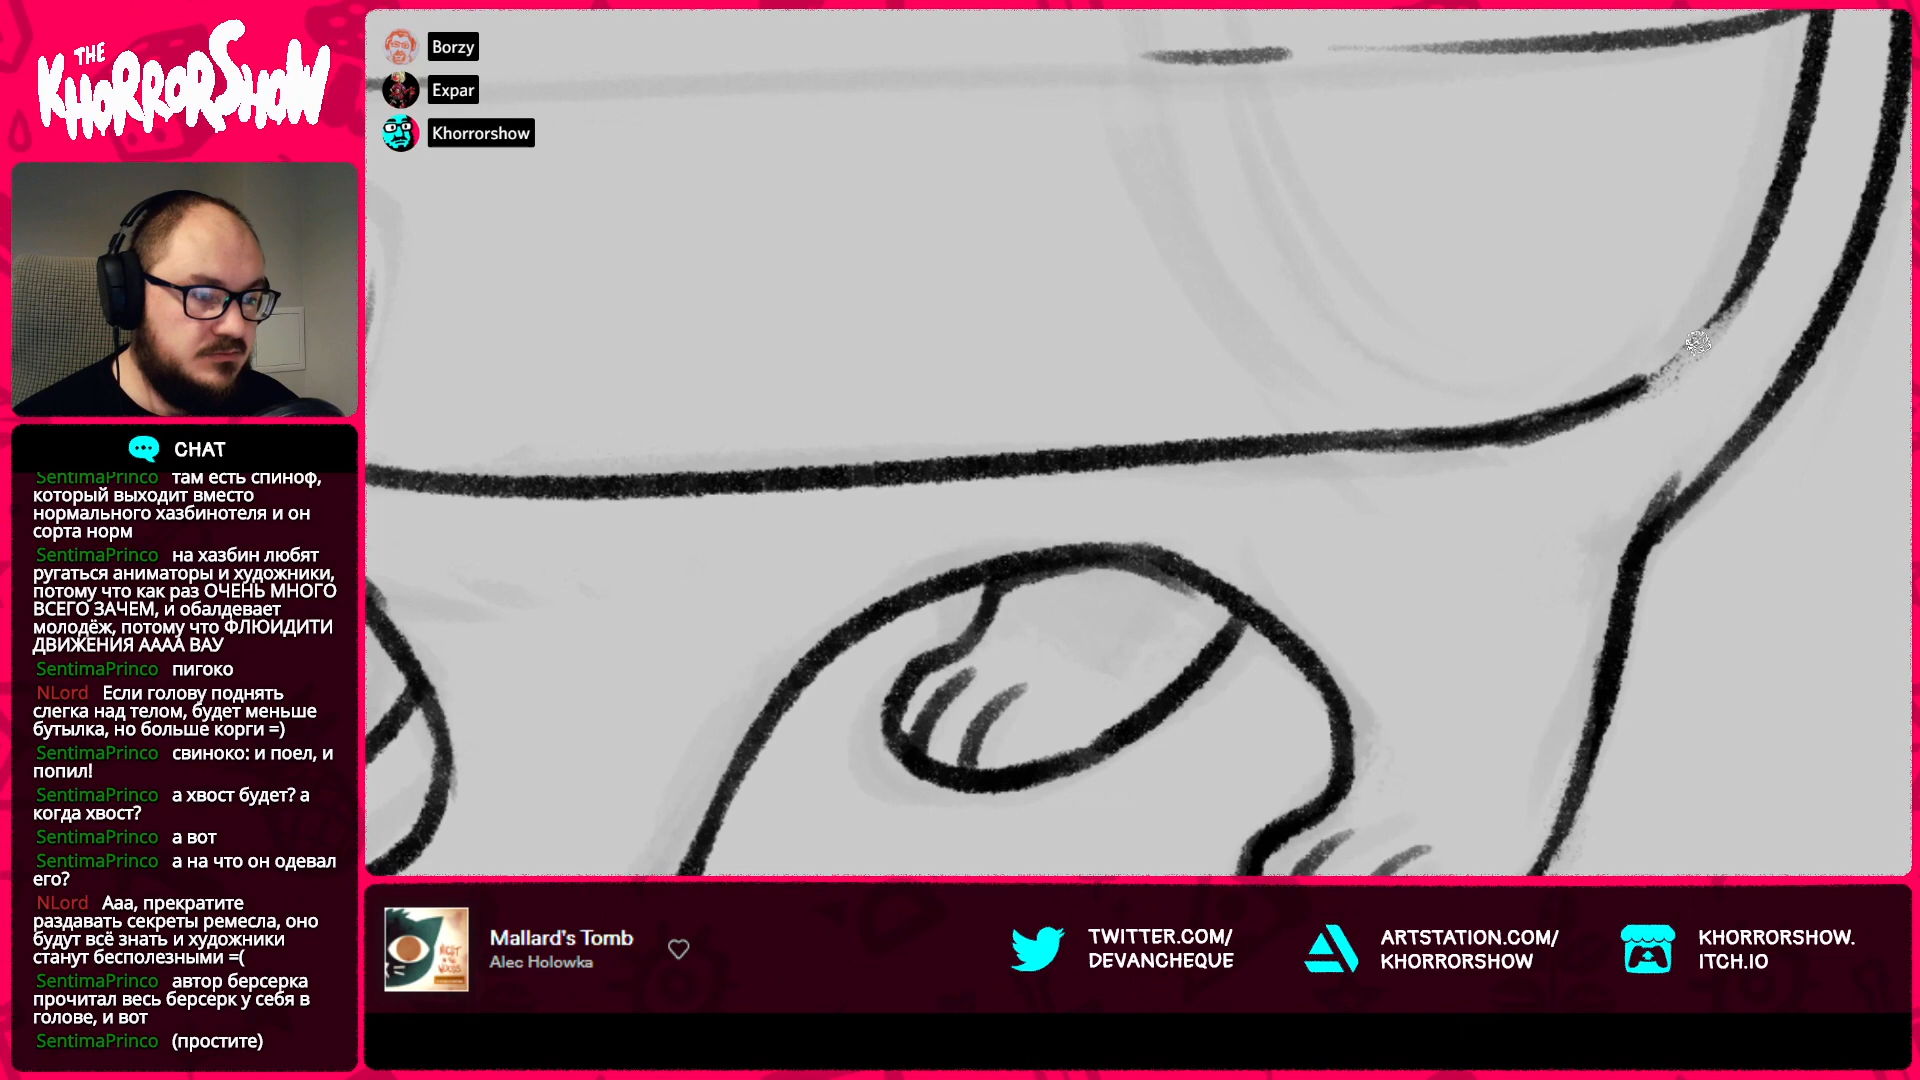 THE
KHORRORSHOW
Borzy
Expar
Khorrorshow
CHAT
SentimaPrinco там есть спиноф,
который выходит вместо
нормального хазбинотеля и он
сорта норм
SentimaPrinco на хазбин любят
ругаться аниматоры и художники,
потому что как раз ОЧЕНЬ МНОГО
ВСЕГО ЗАЧЕМ, и обалдевает
молодёж, потому что ФЛЮИДИТИ
ДВИЖЕНИЯ АААА ВАУ
SentimaPrinco пигоко
NLord Если голову поднять
слегка над телом, будет меньше
бутылка, но больше корги =)
SentimaPrinco свиноко: и поел, и
попил!
SentimaPrinco а хвост будет? а
когда хвост?
SentimaPrinco а вот
SentimaPrinco а на что он одевал
его?
NLord Ааа, прекратите
раздавать секреты ремесла, оно
будут всё знать и художники
станут бесполезными =(
SentimaPrinco автор берсерка
прочитал весь берсерк у себя в
голове, и вот
SentimaPrinco (простите)
NIGHT
IN THE
WOODS
Mallard's Tomb
Alec Holowka
TWITTER.COM/
DEVANCHEQUE
ARTSTATION.COM/
KHORRORSHOW
KHORRORSHOW.
ITCH.IO